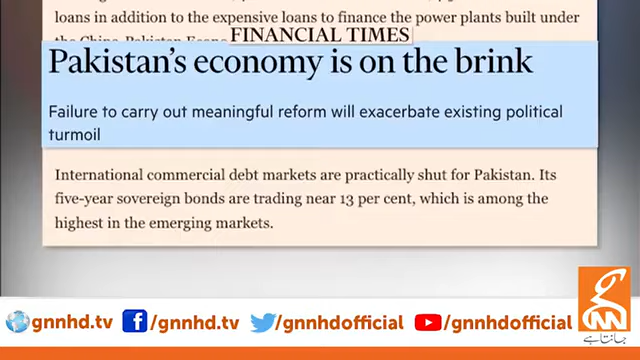 loans in addition to the expensive loans to finance the power plants built under
FINANCIAL TIMES
Pakistan's economy is on the brink
Failure to carry out meaningful reform will exacerbate existing political
turmoil
International commercial debt markets are practically shut for Pakistan. Its
five-year sovereign bonds are trading near 13 per cent, which is among the
highest in the emerging markets.
GNN
جانتا ہے
gnnhd.tv /gnnhd.tv /gnnhdofficial /gnnhdofficial